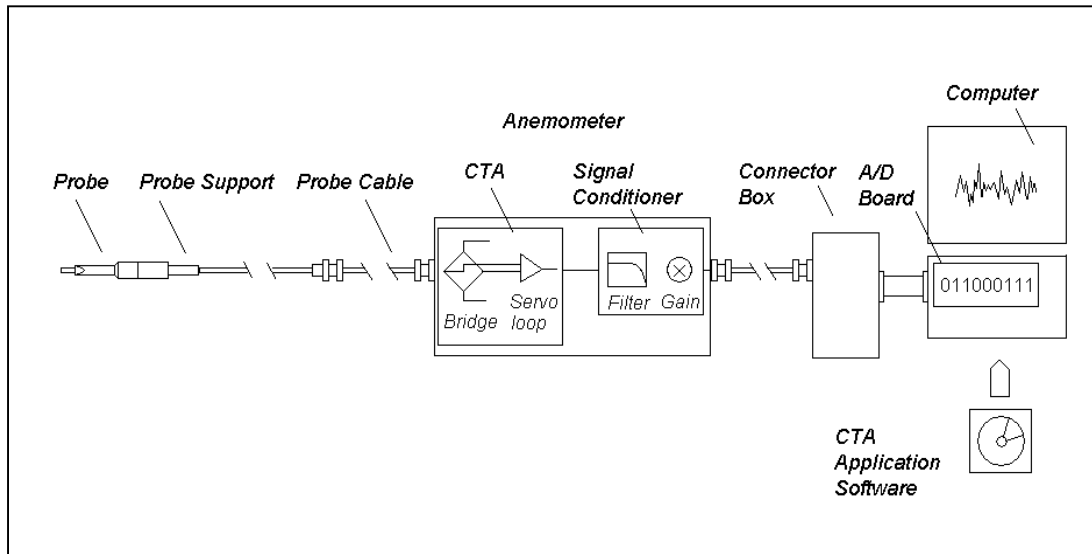 Computer
Anemometer
Probe
Probe Support
Probe Cable
CTA
Signal
Conditioner
Connector
Box
A/D
Board
011000111
Bridge
Servo
loop
Filter
Gain
CTA
Application
Software